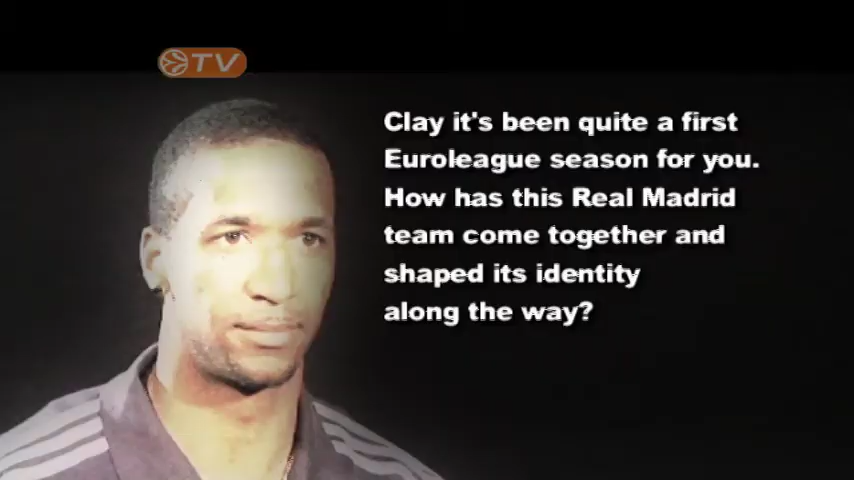 TV
Clay it's been quite a first
Euroleague season for you.
How has this Real Madrid
team come together and
shaped its identity
along the way?